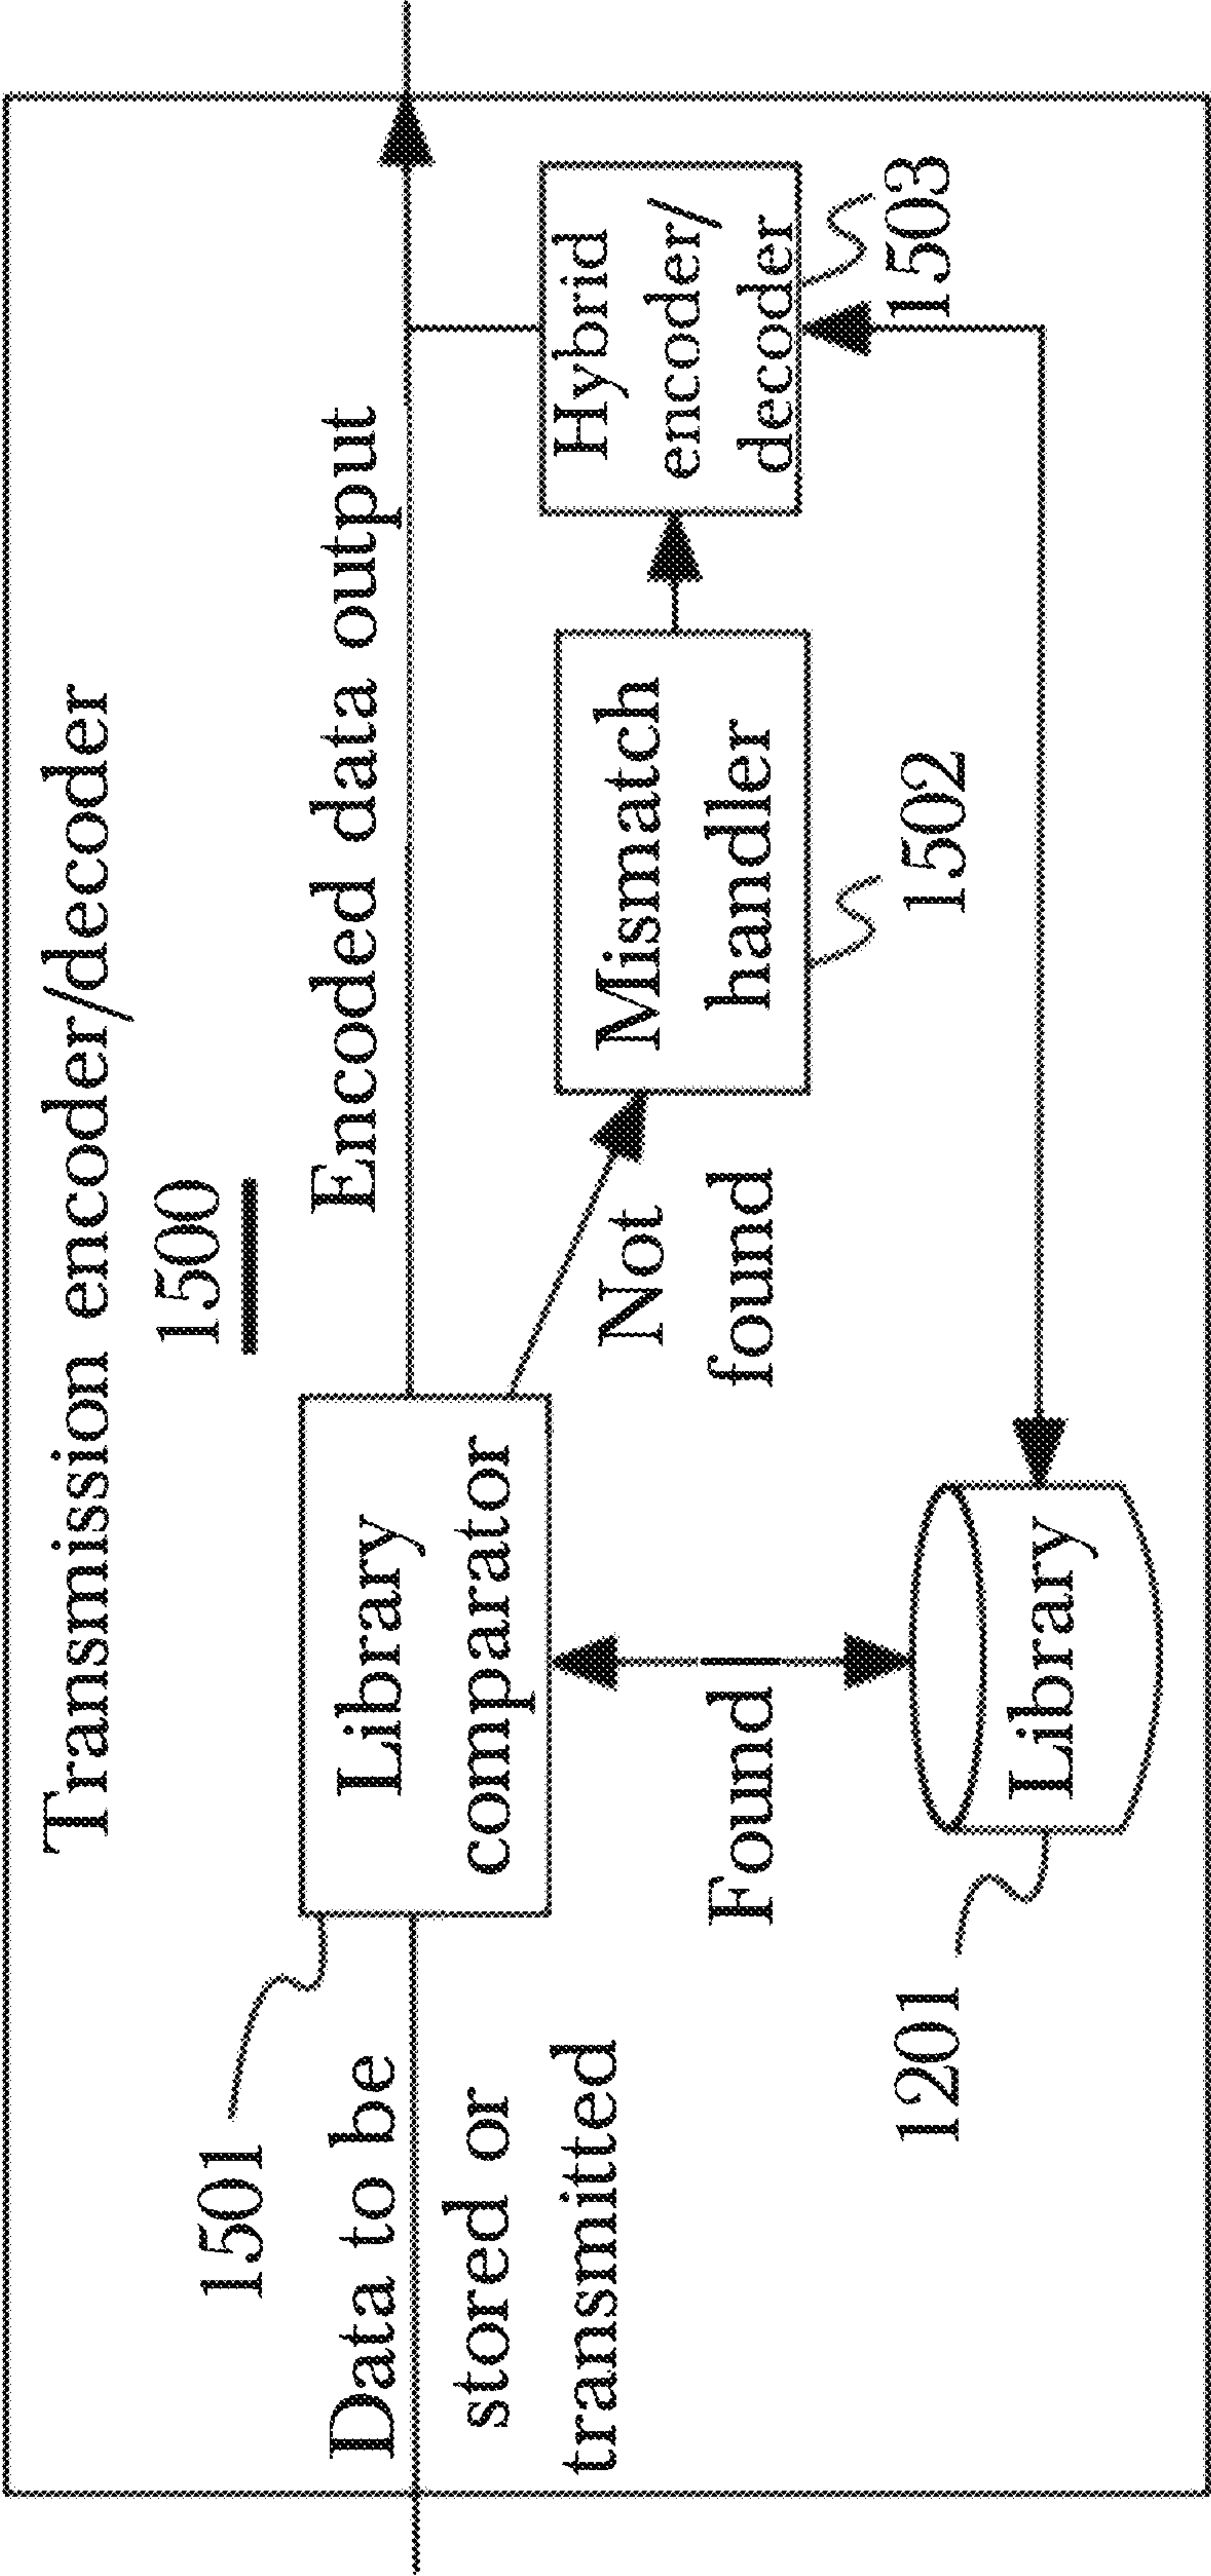 Transmission encoder/decoder
1500
1501
Data to be
stored or
transmitted
Library
comparator
Encoded data output
Found
Not
found
Mismatch
handler
1502
Hybrid
encoder/
decoder
1503
1201
Library